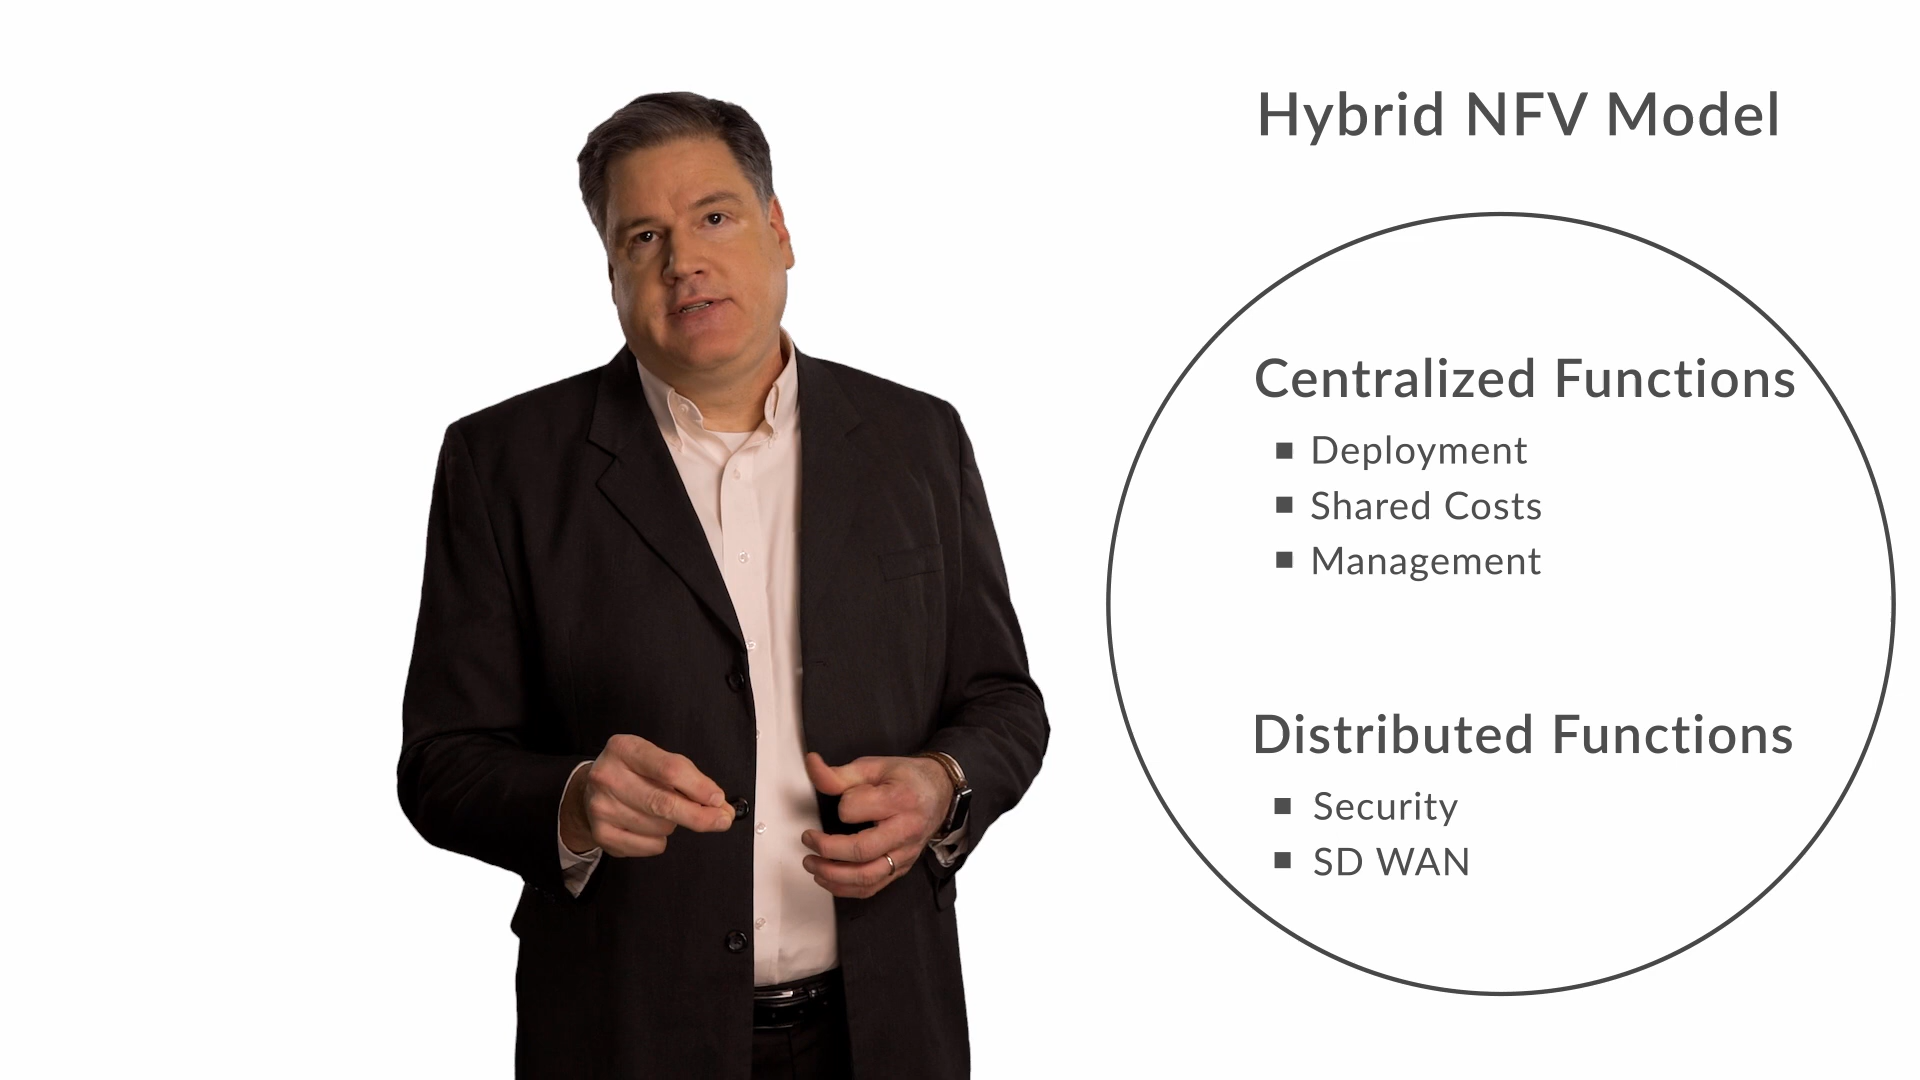 Hybrid NFV Model
Centralized Functions
Deployment
Shared Costs
Management
Distributed Functions
Security
SD WAN